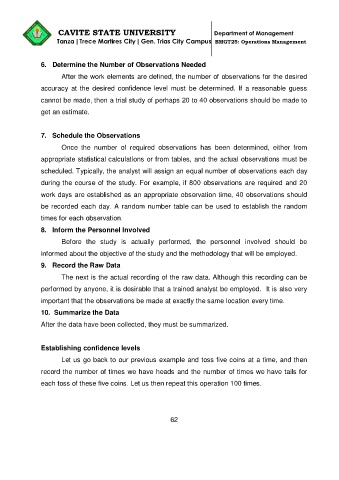 CAVITE STATE UNIVERSITY Department of Management
Tanza | Trece Martires City | Gen. Trias City Campus BMGT25: Operations Management
6. Determine the Number of Observations Needed
After the work elements are defined, the number of observations for the desired
accuracy at the desired confidence level must be determined. If a reasonable guess
cannot be made, then a trial study of perhaps 20 to 40 observations should be made to
get an estimate.
7. Schedule the Observations
Once the number of required observations has been determined, either from
appropriate statistical calculations or from tables, and the actual observations must be
scheduled. Typically, the analyst will assign an equal number of observations each day
during the course of the study. For example, if 800 observations are required and 20
work days are established as an appropriate observation time, 40 observations should
be recorded each day. A random number table can be used to establish the random
times for each observation.
8. Inform the Personnel Involved
Before the study is actually performed, the personnel involved should be
informed about the objective of the study and the methodology that will be employed.
9. Record the Raw Data
The next is the actual recording of the raw data. Although this recording can be
performed by anyone, it is desirable that a trained analyst be employed. It is also very
important that the observations be made at exactly the same location every time.
10. Summarize the Data
After the data have been collected, they must be summarized.
Establishing confidence levels
Let us go back to our previous example and toss five coins at a time, and then
record the number of times we have heads and the number of times we have tails for
each toss of these five coins. Let us then repeat this operation 100 times.
62